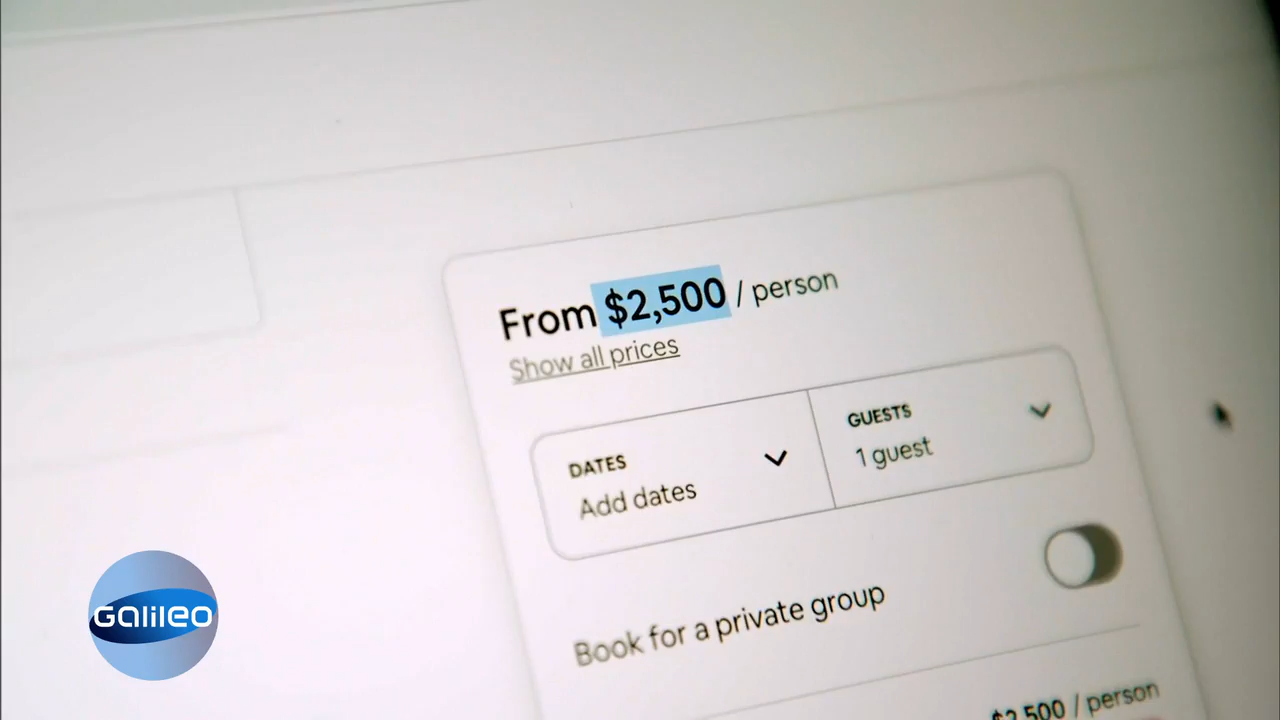 From $2,500 / person
Show all prices
DATES
Add dates
GUESTS
1 guest
Book for a private group
$2,500 / person
Galileo